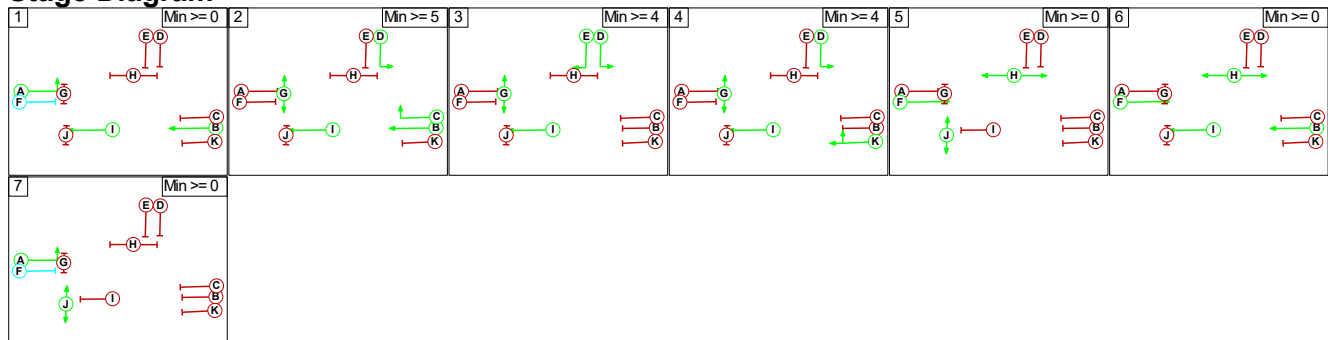 Stage Diagram
1 Min >= 0 2 Min >= 5 3 Min >= 4 4 Min >= 4 5 Min >= 0 6 Min >= 0
E D E D E D E D E D E D
H H H H H H
A G A G A G A G A G A G
F F F F F F
C C C C C C
J I B J I B J I B J I B J I B J I B
K K K K K K
7 Min >= 0
E D
H
A G
F
C
J I B
K